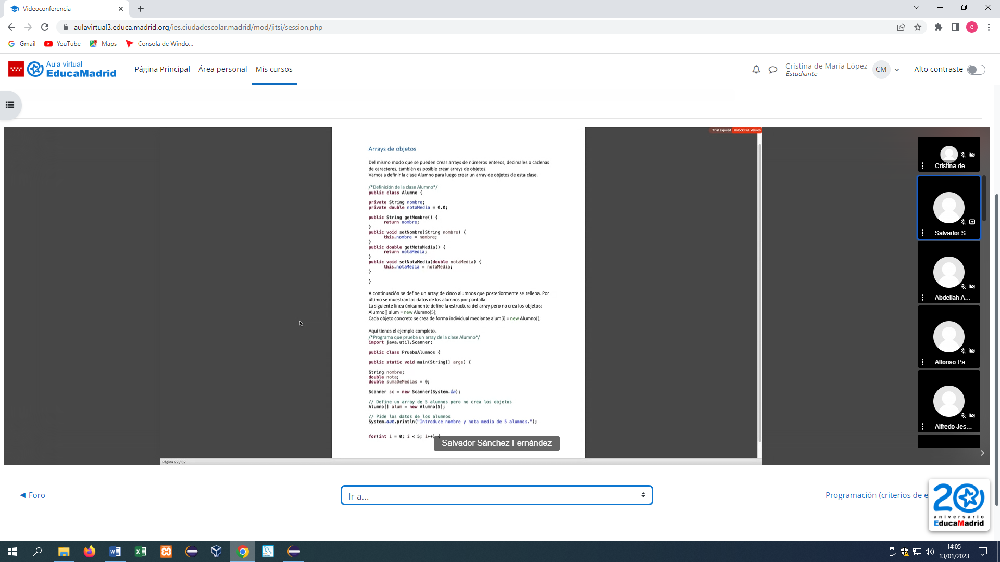 Videoconferencia
aulavirtual3.educa.madrid.org/ies.ciudadescolar.madrid/mod/jitsi/session.php
C
Gmail
YouTube
Maps
Consola de Windo...
Aula virtual
EducaMadrid
Página Principal
Área personal
Mis cursos
Cristina de María López
Estudiante
CM
Alto contraste
Trial expired
Unlock Full Version
Arrays de objetos
Del mismo modo que se pueden crear arrays de números enteros, decimales o cadenas
de caracteres, también es posible crear arrays de objetos.
Vamos a definir la clase Alumno para luego crear un array de objetos de esta clase.
/*Definición de la clase Alumno*/
public class Alumno {
private String nombre;
private double notaMedia = 0.0;
public String getNombre() {
return nombre;
}
public void setNombre(String nombre) {
this.nombre = nombre;
}
public double getNotaMedia() {
return notaMedia;
}
public void setNotaMedia(double notaMedia) {
this.notaMedia = notaMedia;
}
}
A continuación se define un array de cinco alumnos que posteriormente se rellena. Por
último se muestran los datos de los alumnos por pantalla.
La siguiente línea únicamente define la estructura del array pero no crea los objetos:
Alumno[] alum = new Alumno[5];
Cada objeto concreto se crea de forma individual mediante alum[i] = new Alumno();
Aquí tienes el ejemplo completo.
/*Programa que prueba un array de la clase Alumno*/
import java.util.Scanner;
public class PruebaAlumnos {
public static void main(String[] args) {
String nombre;
double nota;
double sumaDeMedias = 0;
Scanner sc = new Scanner(System.in);
// Define un array de 5 alumnos pero no crea los objetos
Alumno[] alum = new Alumno[5];
// Pide los datos de los alumnos
System.out.println("Introduce nombre y nota media de 5 alumnos.");
for(int i = 0; i < 5; i++) {
Salvador Sánchez Fernández
Página 22 / 32
Cristina de ...
Salvador S...
Abdellah A...
Alfonso Pa...
Alfredo Jes...
◄ Foro
Ir a...
Programación (criterios de e
20
aniversario
EducaMadrid
14:05
13/01/2023